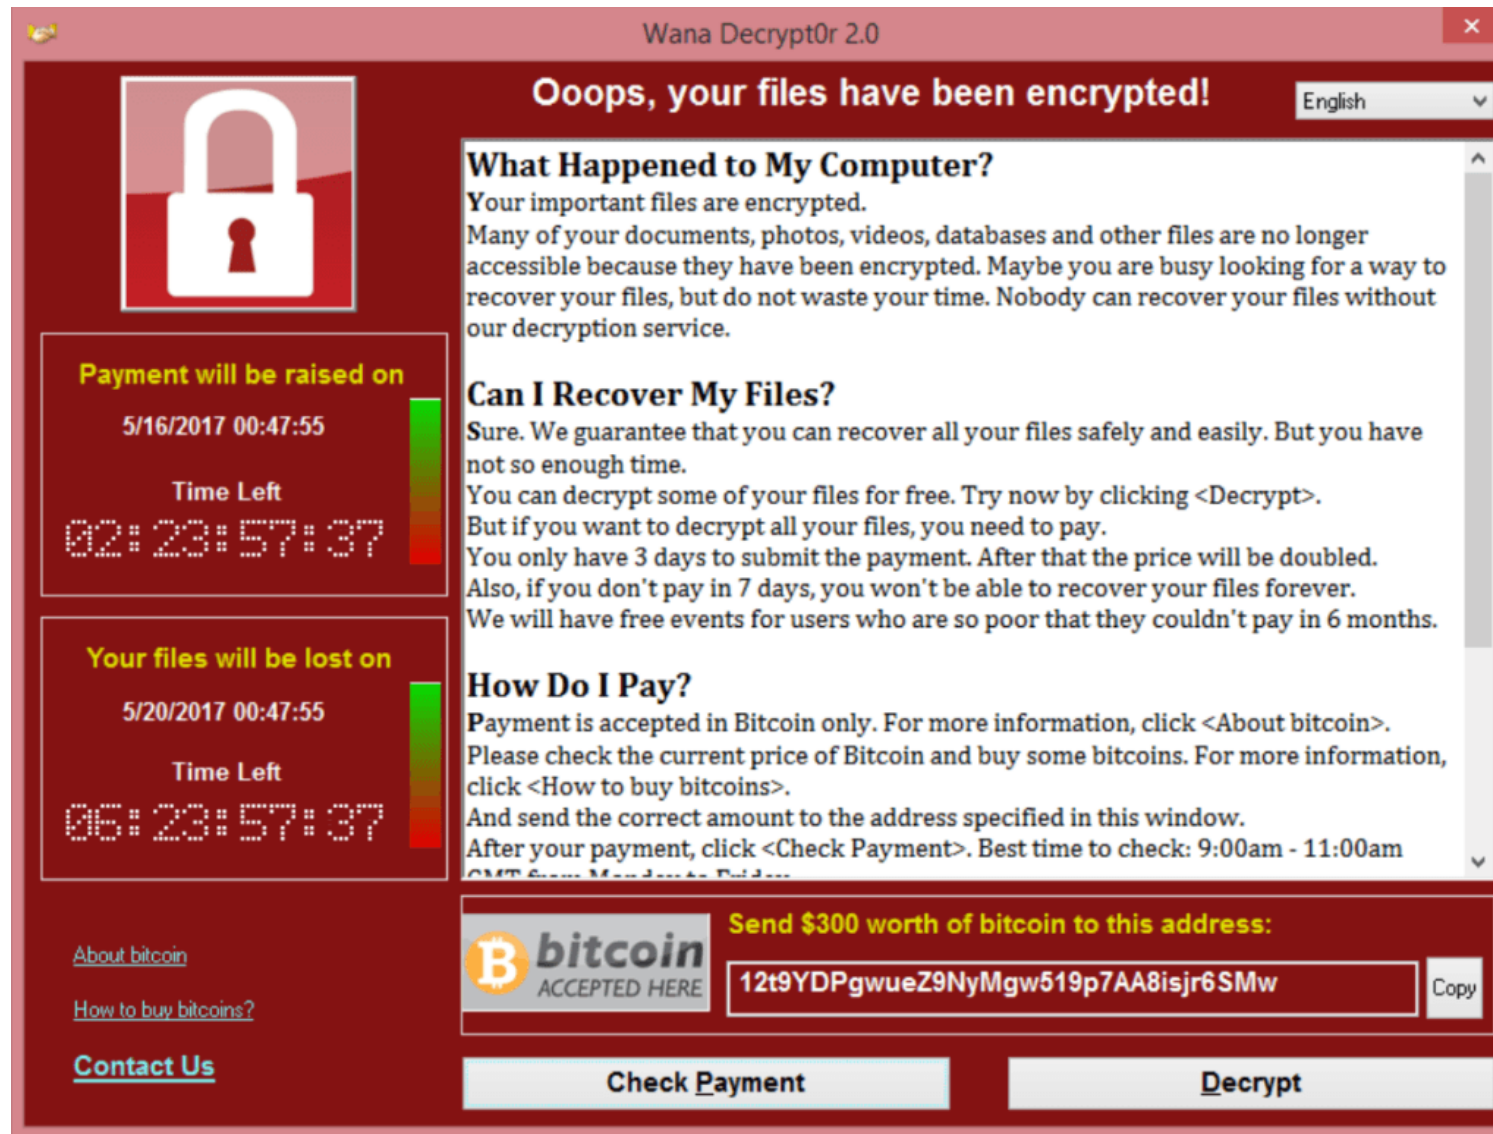 Wana Decrypt0r 2.0
Ooops, your files have been encrypted!
English
What Happened to My Computer?
Your important files are encrypted.
Many of your documents, photos, videos, databases and other files are no longer
accessible because they have been encrypted. Maybe you are busy looking for a way to
recover your files, but do not waste your time. Nobody can recover your files without
our decryption service.
Can I Recover My Files?
Sure. We guarantee that you can recover all your files safely and easily. But you have
not so enough time.
You can decrypt some of your files for free. Try now by clicking <Decrypt>.
But if you want to decrypt all your files, you need to pay.
You only have 3 days to submit the payment. After that the price will be doubled.
Also, if you don't pay in 7 days, you won't be able to recover your files forever.
We will have free events for users who are so poor that they couldn't pay in 6 months.
How Do I Pay?
Payment is accepted in Bitcoin only. For more information, click <About bitcoin>.
Please check the current price of Bitcoin and buy some bitcoins. For more information,
click <How to buy bitcoins>.
And send the correct amount to the address specified in this window.
After your payment, click <Check Payment>. Best time to check: 9:00am - 11:00am
GMT from Monday to Friday
Payment will be raised on
5/16/2017 00:47:55
Time Left
02:23:57:37
Your files will be lost on
5/20/2017 00:47:55
Time Left
06:23:57:37
About bitcoin
How to buy bitcoins?
Contact Us
bitcoin
ACCEPTED HERE
Send $300 worth of bitcoin to this address:
12t9YDPgwueZ9NyMgw519p7AA8isjr6SMw
Copy
Check Payment
Decrypt